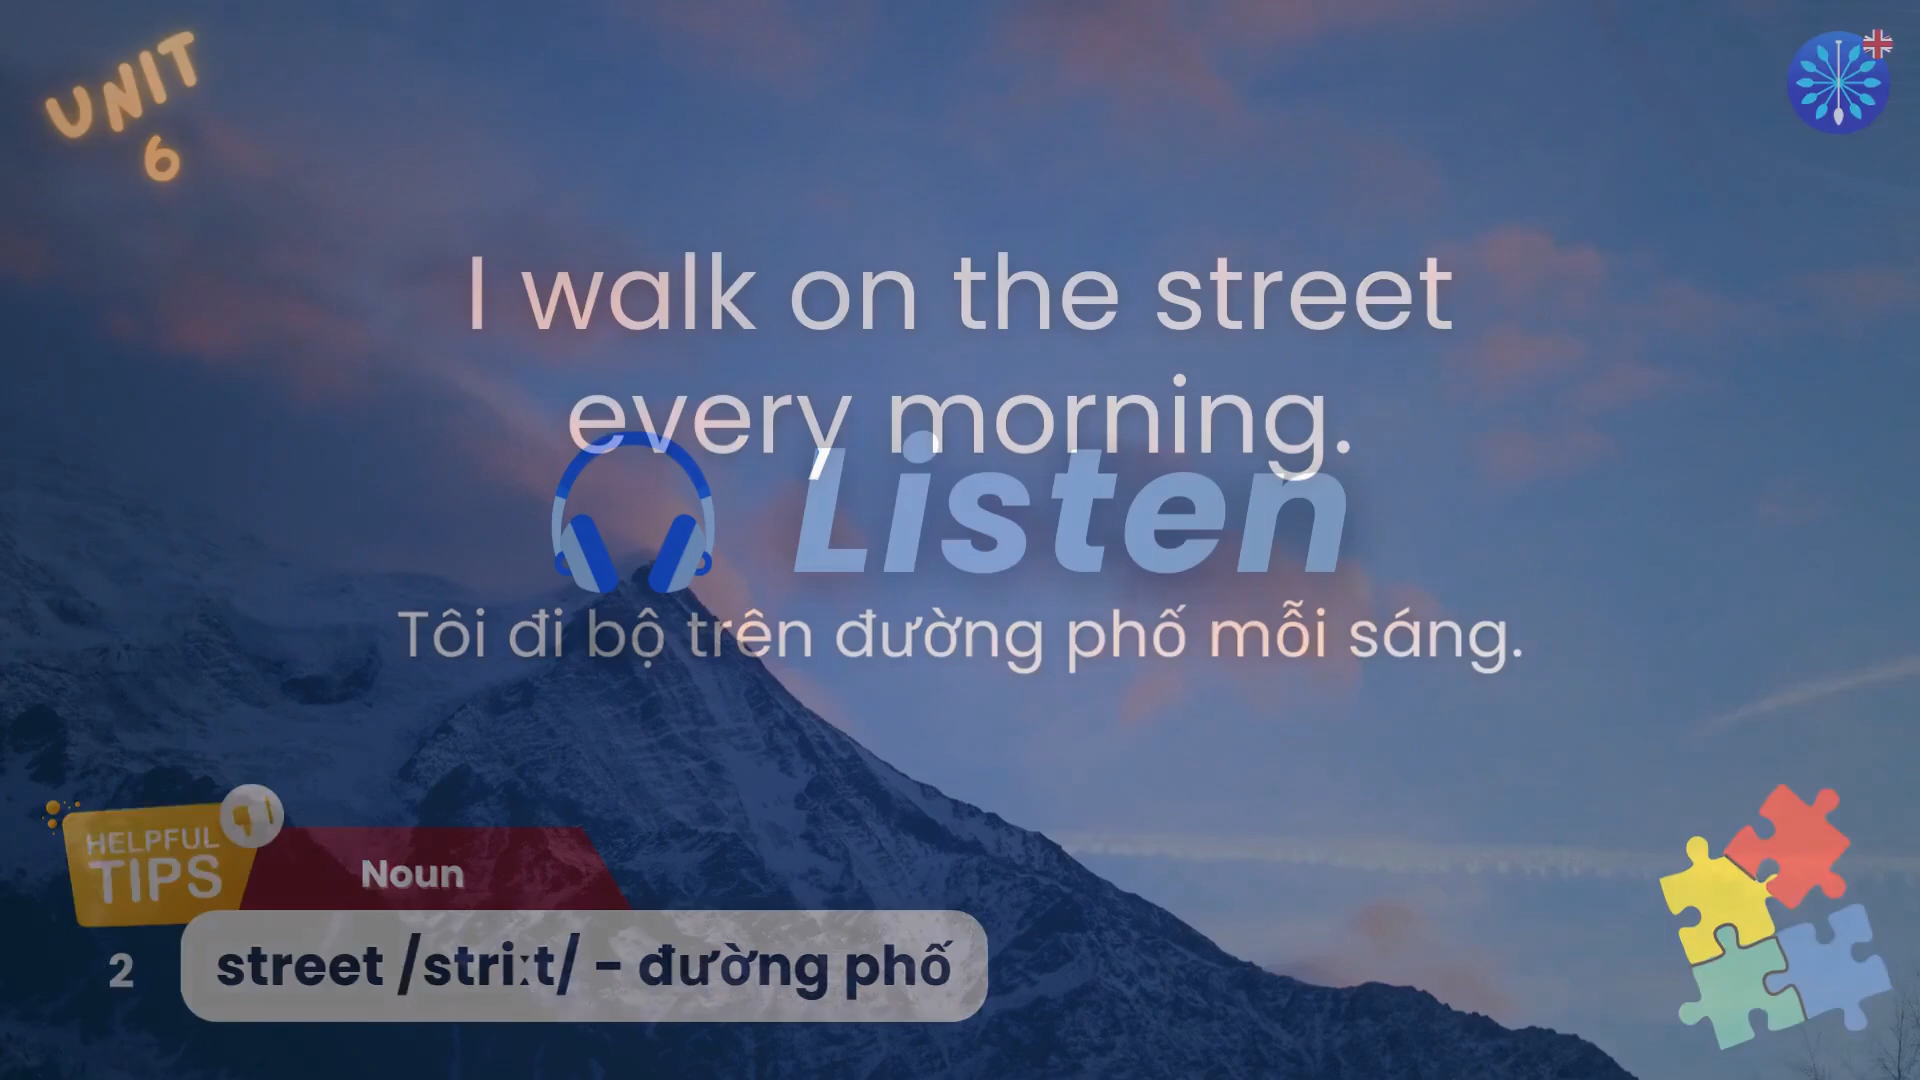 UNIT
6
I walk on the street
every morning.
Listen
Tôi đi bộ trên đường phố mỗi sáng.
HELPFUL
TIPS
Noun
2
street /striːt/ - đường phố